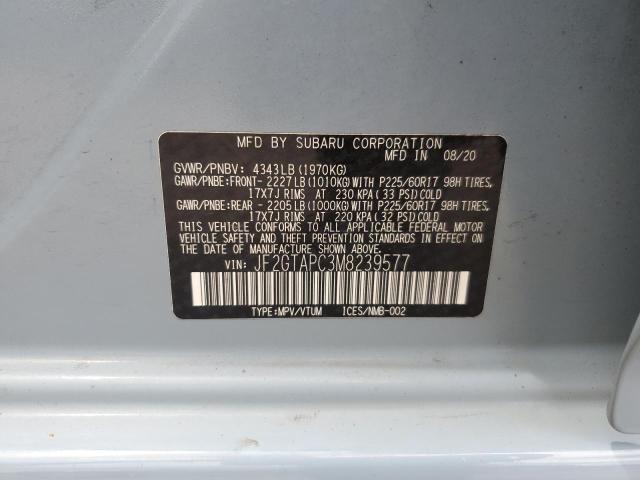 MFD BY SUBARU CORPORATION
MFD IN 08/20
GVWR/PNBV: 4343LB (1970KG)
GAWR/PNBE:FRONT- 2227LB (1010KG) WITH P225/60R17 98H TIRES,
17X7J RIMS AT 230 KPA (33 PSI) COLD
GAWR/PNBE:REAR - 2205LB (1000KG) WITH P225/60R17 98H TIRES,
17X7J RIMS AT 220 KPA (32 PSI) COLD
THIS VEHICLE CONFORMS TO ALL APPLICABLE FEDERAL MOTOR
VEHICLE SAFETY AND THEFT PREVENTION STANDARDS IN EFFECT
ON THE DATE OF MANUFACTURE SHOWN ABOVE.
VIN: JF2GTAPC3M8239577
TYPE:MPV/VTUM ICES/NMB-002